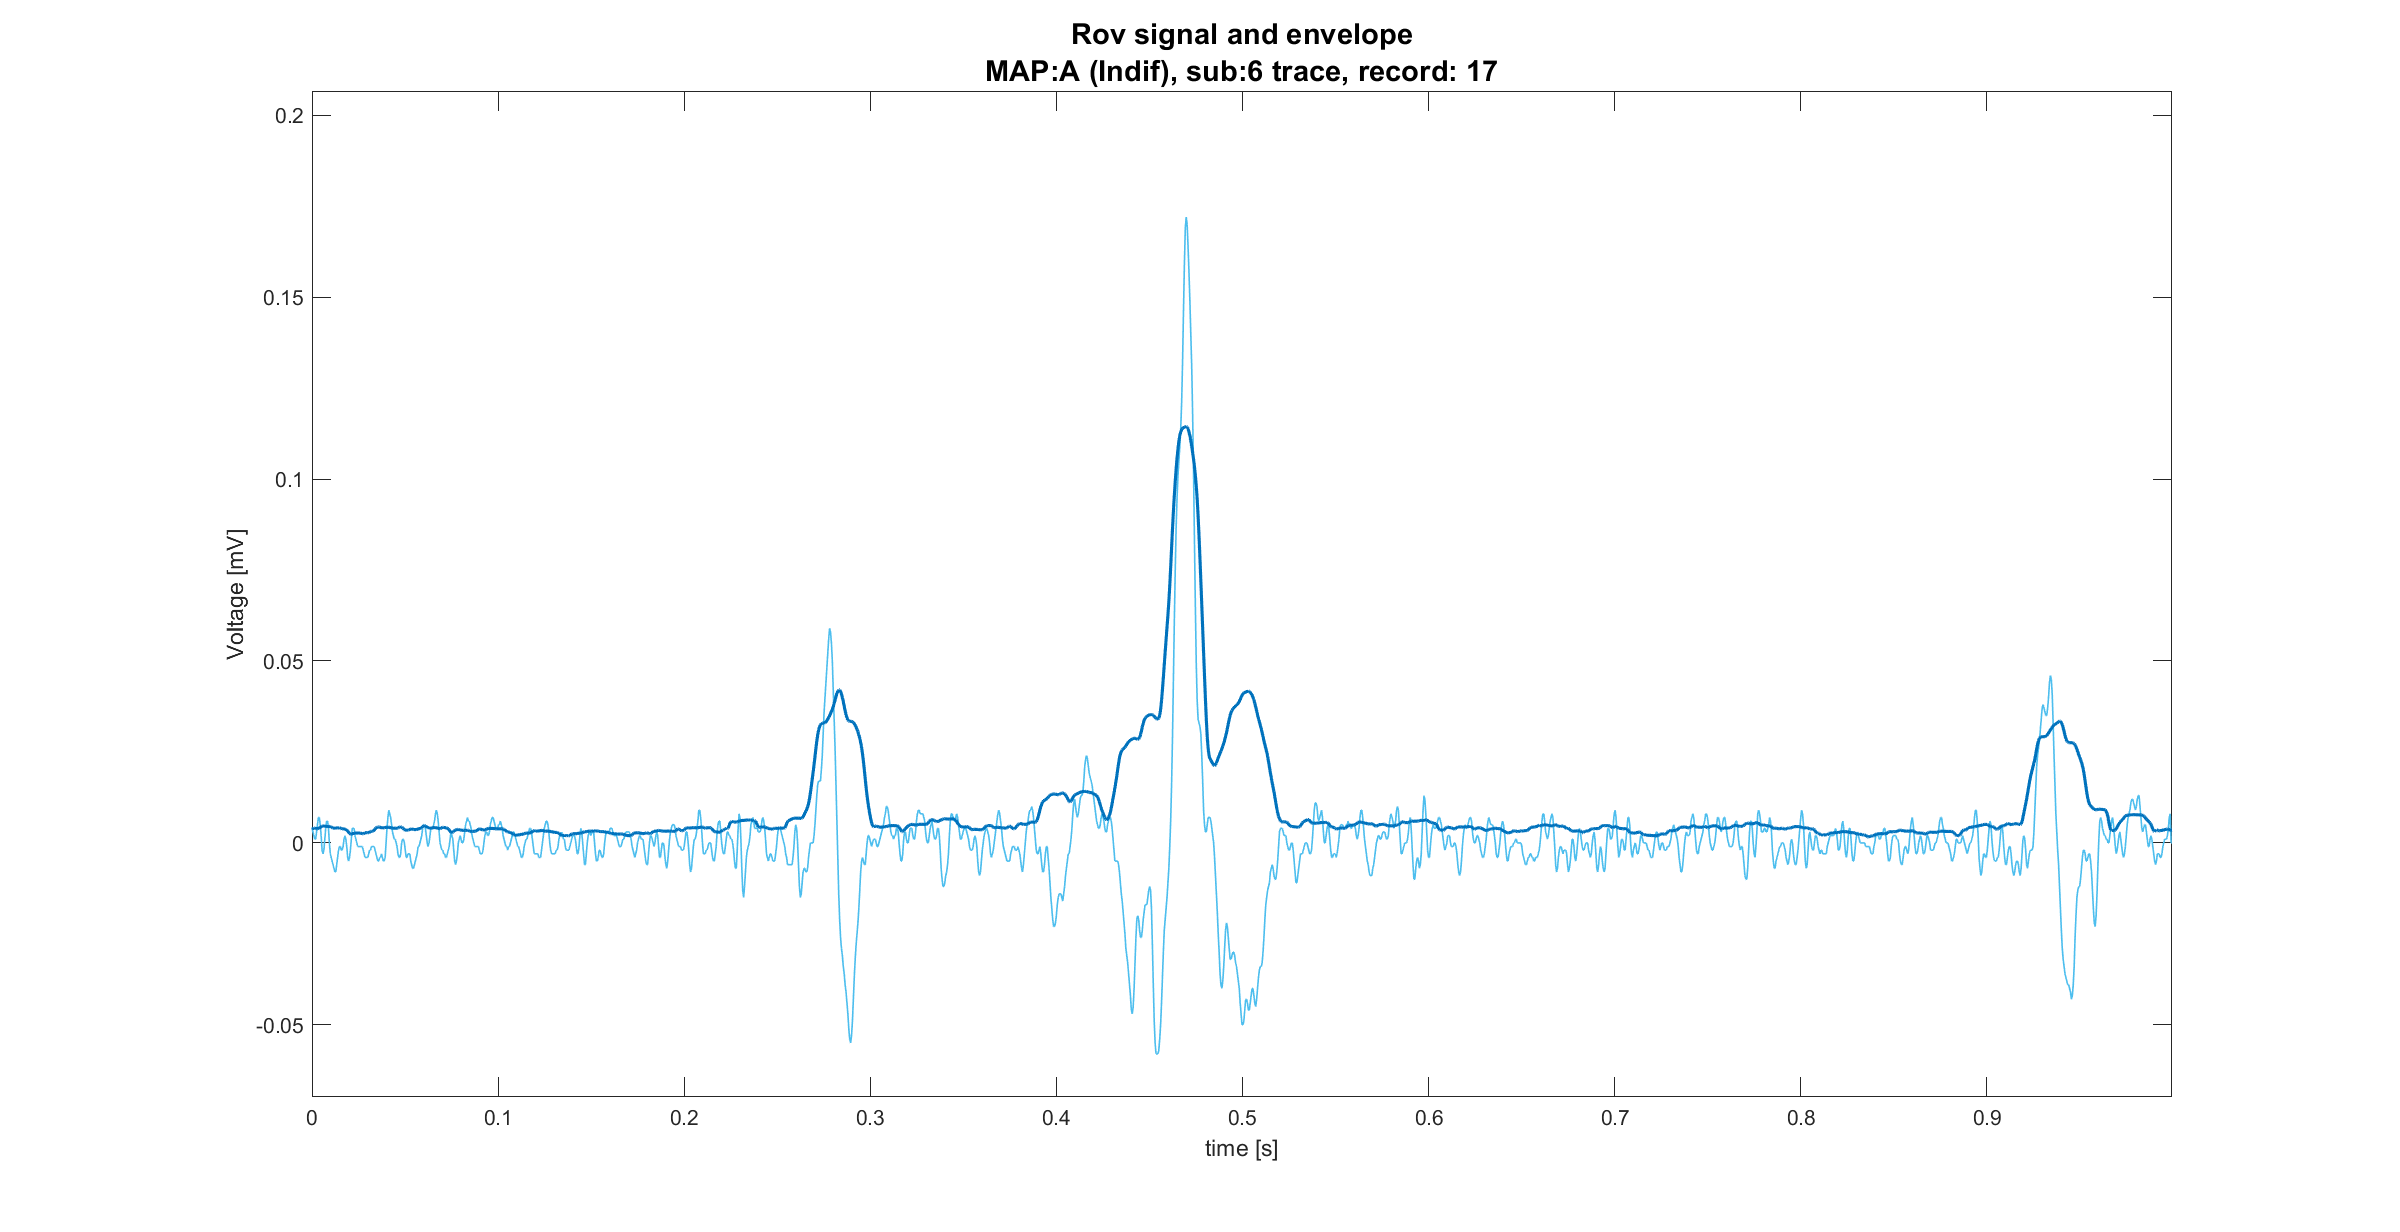 Rov signal and envelope
MAP:A (Indif), sub:6 trace, record: 17
0.2
0.15
0.1
0.05
0
-0.05
Voltage [mV]
0 0.1 0.2 0.3 0.4 0.5 0.6 0.7 0.8 0.9
time [s]